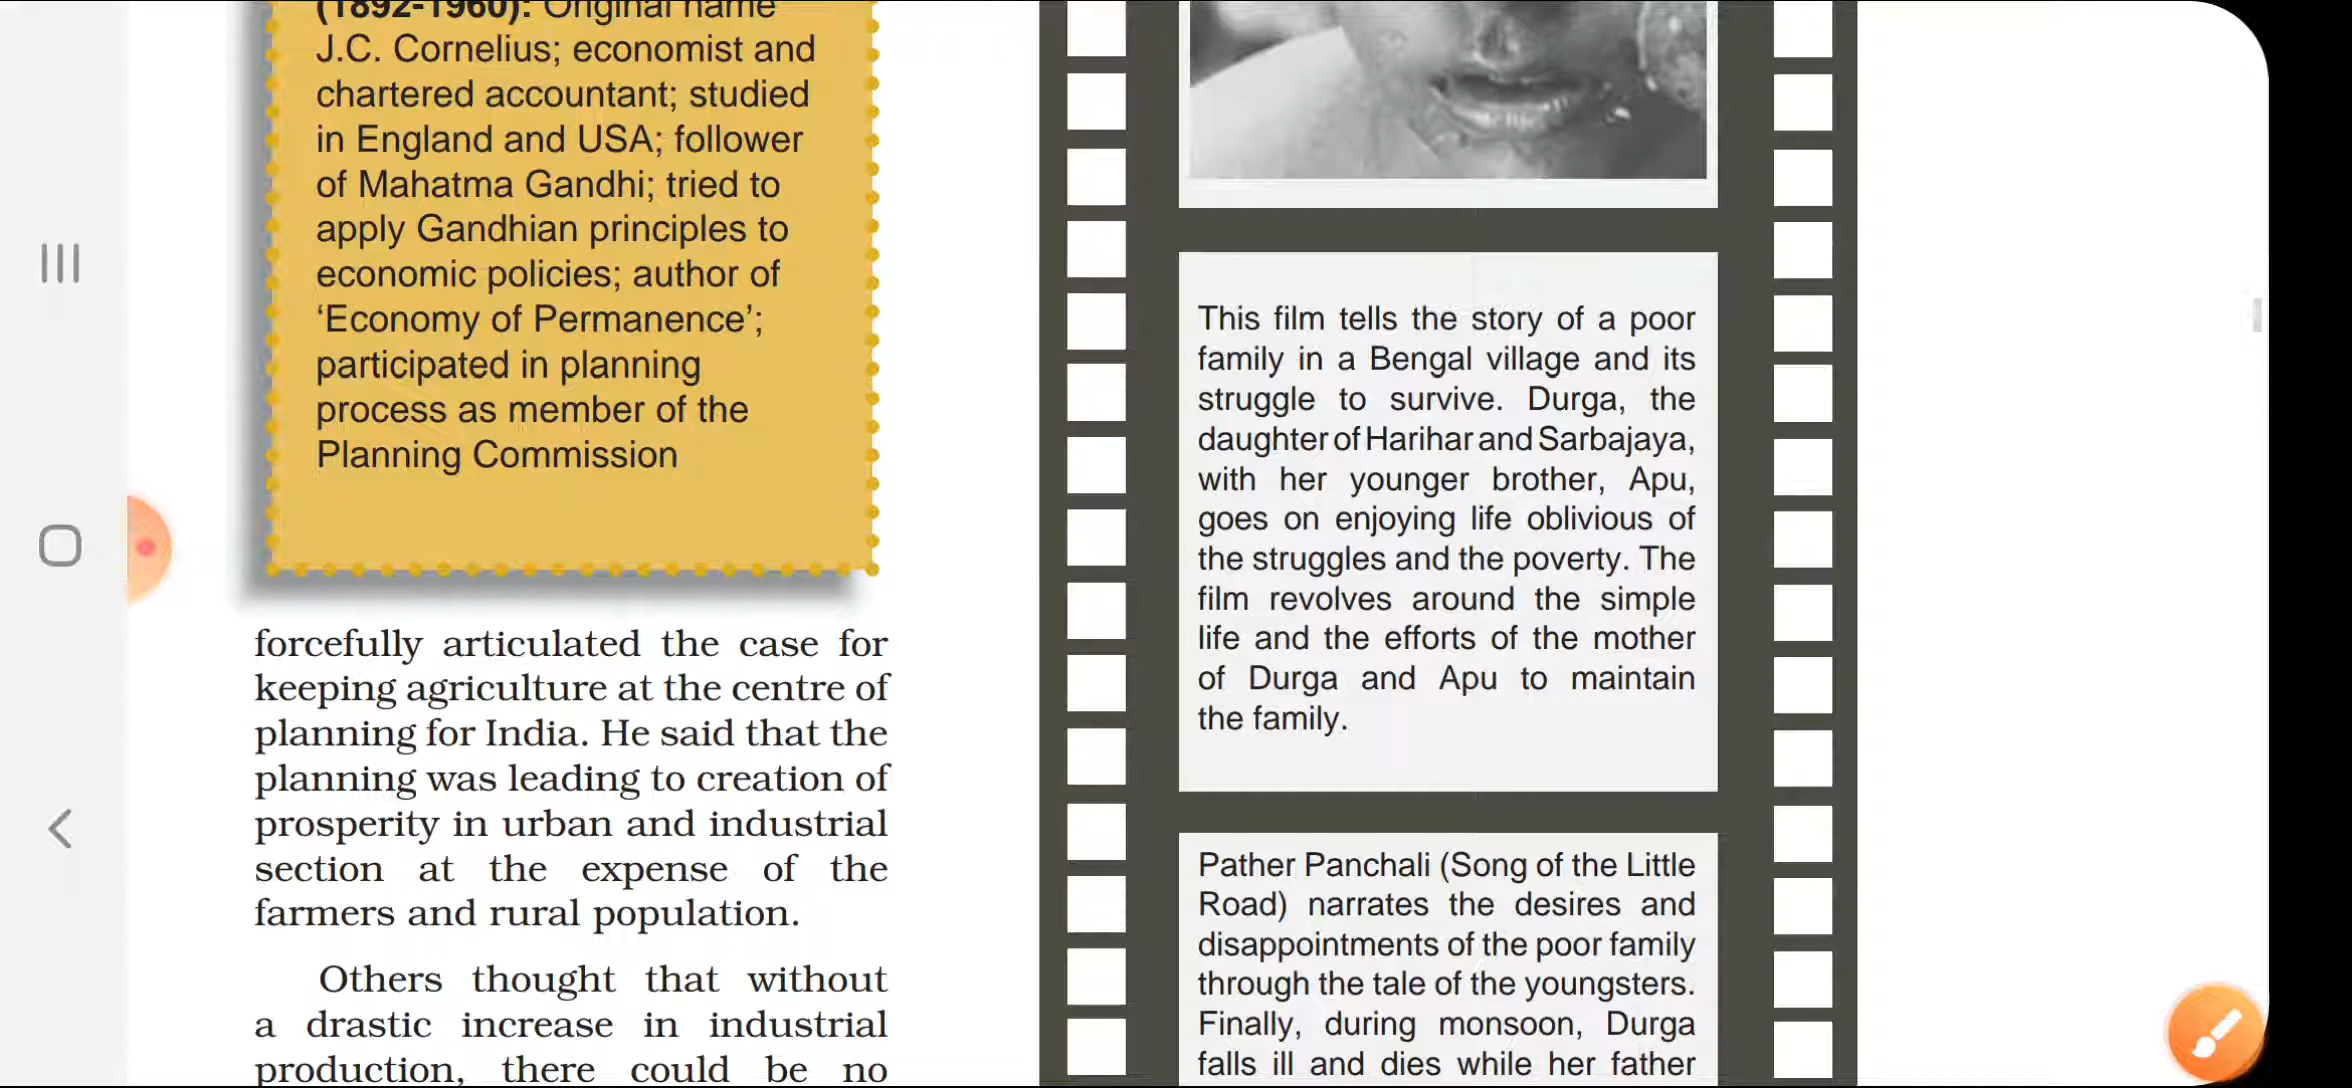 (1892-1960): Original name
J.C. Cornelius; economist and
chartered accountant; studied
in England and USA; follower
of Mahatma Gandhi; tried to
apply Gandhian principles to
economic policies; author of
‘Economy of Permanence’;
participated in planning
process as member of the
Planning Commission
forcefully articulated the case for
keeping agriculture at the centre of
planning for India. He said that the
planning was leading to creation of
prosperity in urban and industrial
section at the expense of the
farmers and rural population.
Others thought that without
a drastic increase in industrial
production, there could be no
This film tells the story of a poor
family in a Bengal village and its
struggle to survive. Durga, the
daughter of Harihar and Sarbajaya,
with her younger brother, Apu,
goes on enjoying life oblivious of
the struggles and the poverty. The
film revolves around the simple
life and the efforts of the mother
of Durga and Apu to maintain
the family.
Pather Panchali (Song of the Little
Road) narrates the desires and
disappointments of the poor family
through the tale of the youngsters.
Finally, during monsoon, Durga
falls ill and dies while her father